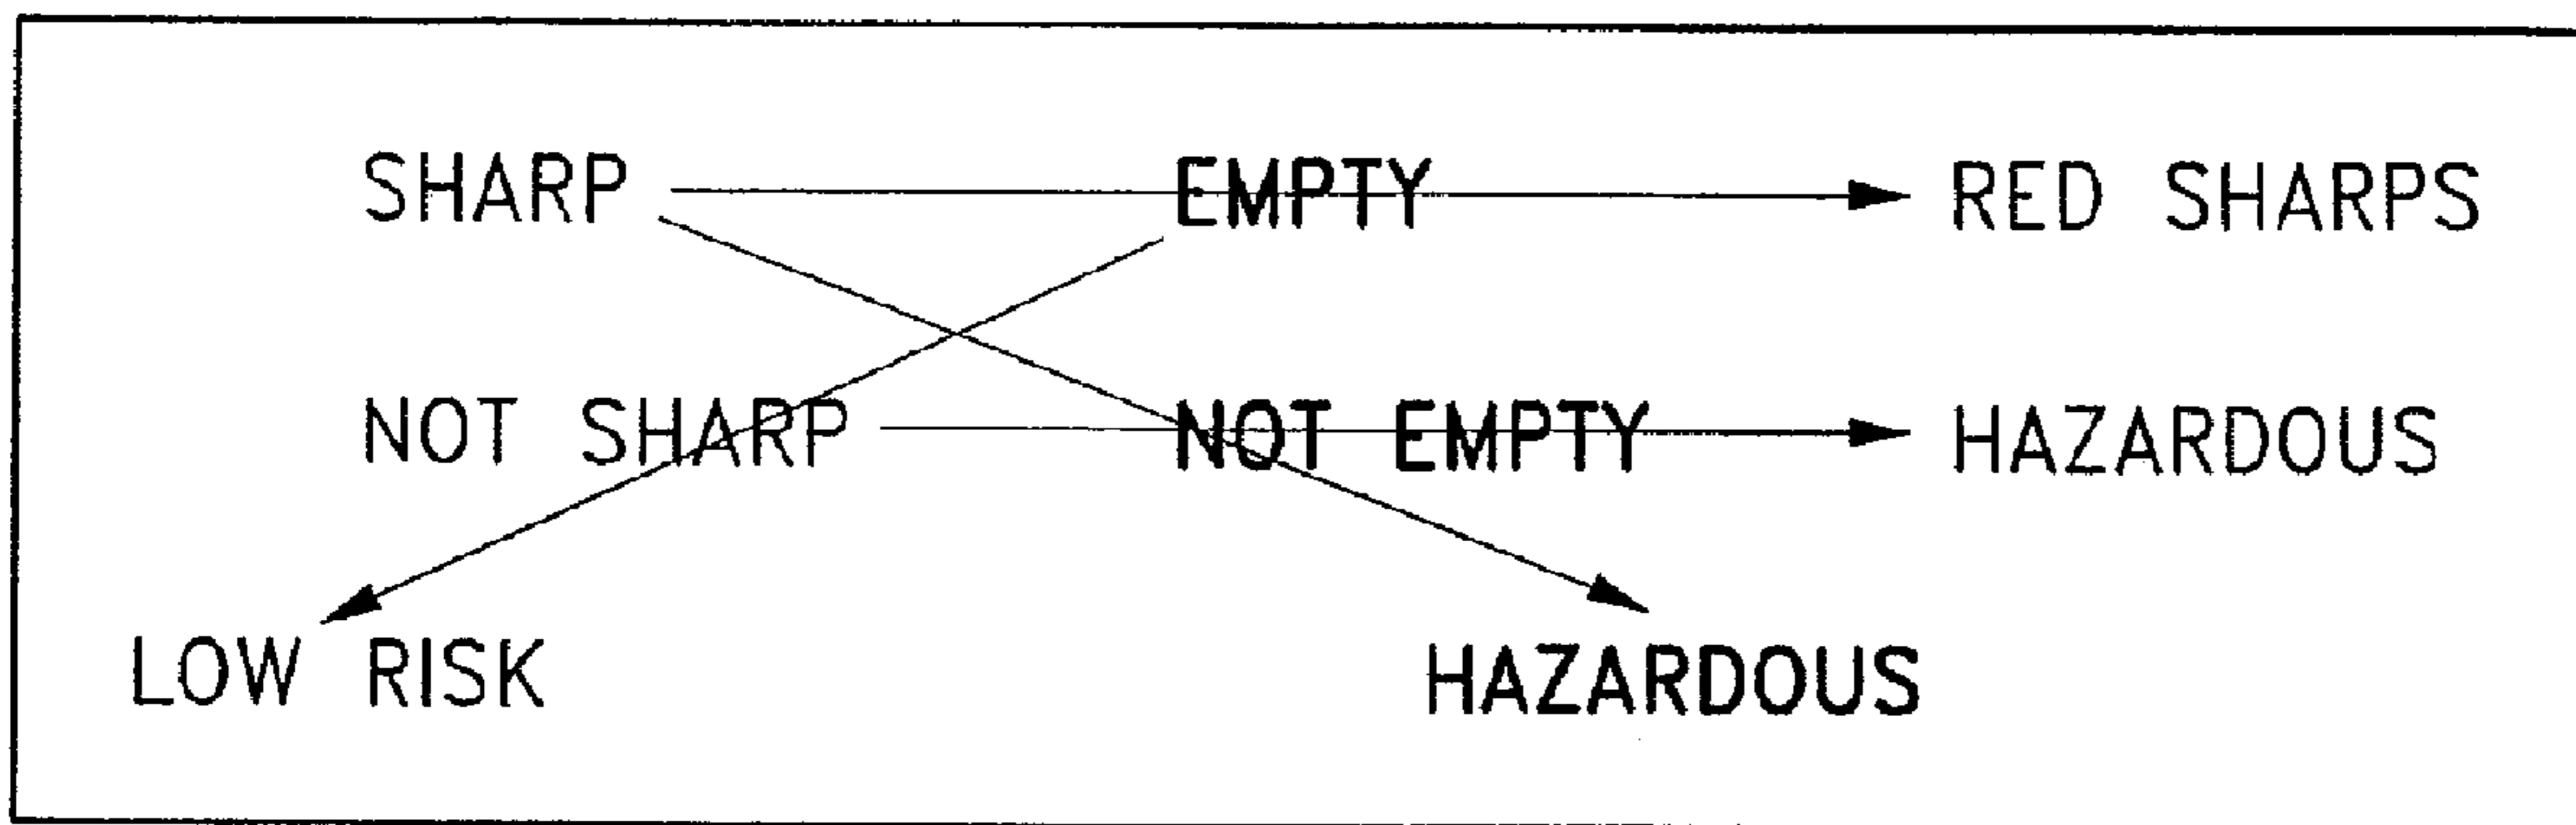 SHARP EMPTY RED SHARPS
NOT SHARP NOT EMPTY HAZARDOUS
LOW RISK HAZARDOUS